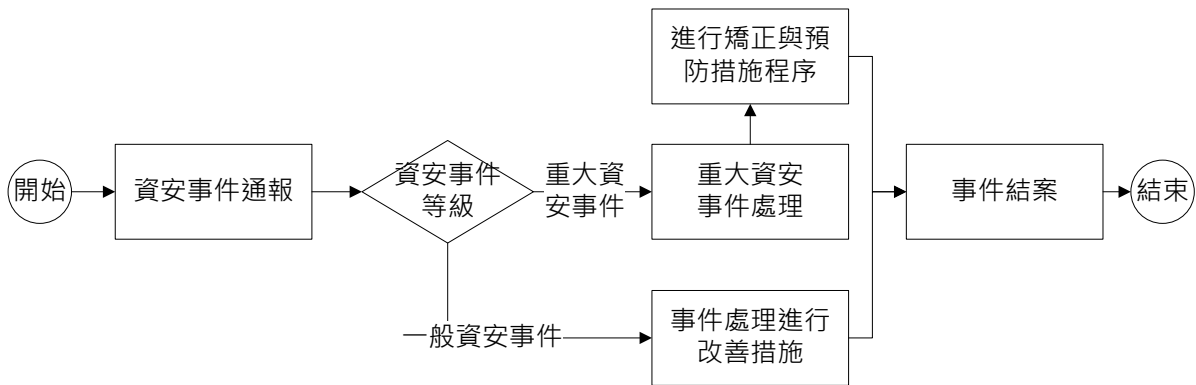 進行矯正與預
防措施程序
開始
資安事件通報
資安事件
等級
重大資
安事件
重大資安
事件處理
事件結案
結束
一般資安事件
事件處理進行
改善措施